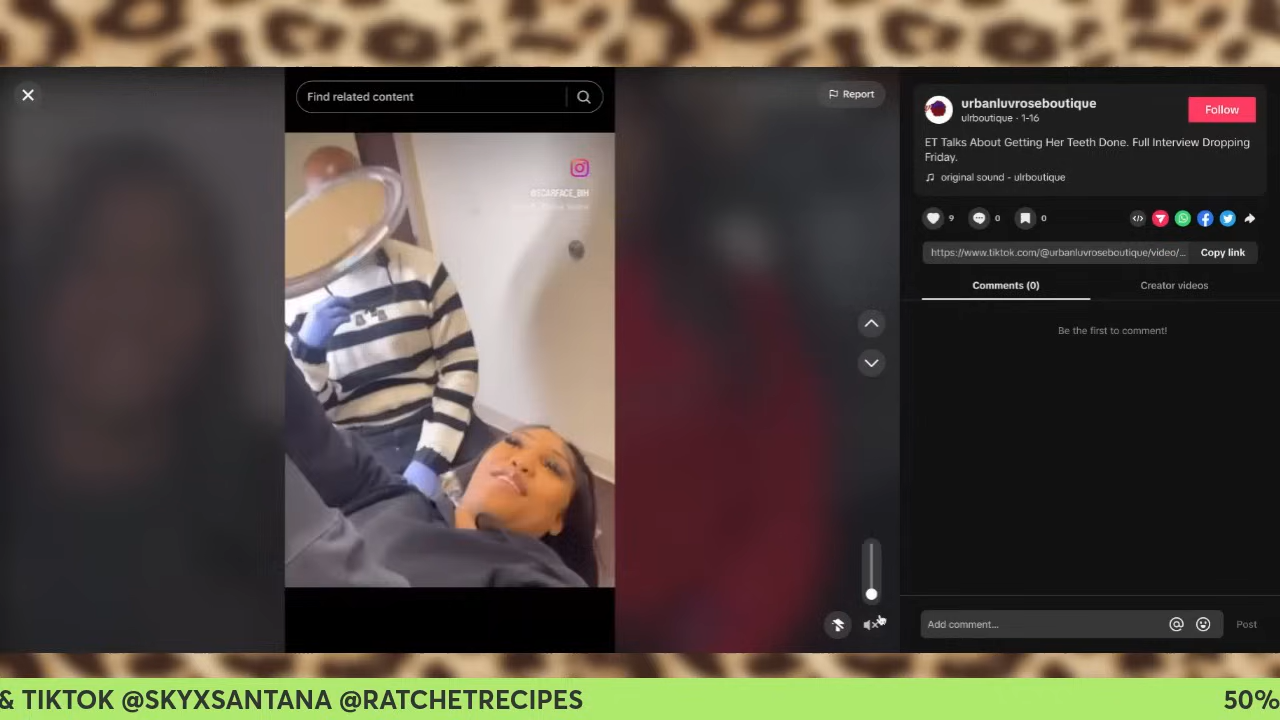 Find related content
Report
@SCARFACE_BIH
urbanluvroseboutique
ulrboutique · 1-16
Follow
ET Talks About Getting Her Teeth Done. Full Interview Dropping
Friday.
original sound - ulrboutique
9
0
0
https://www.tiktok.com/@urbanluvroseboutique/video/...
Copy link
Comments (0)
Creator videos
Be the first to comment!
Add comment...
Post
& TIKTOK @SKYXSANTANA @RATCHETRECIPES
50%